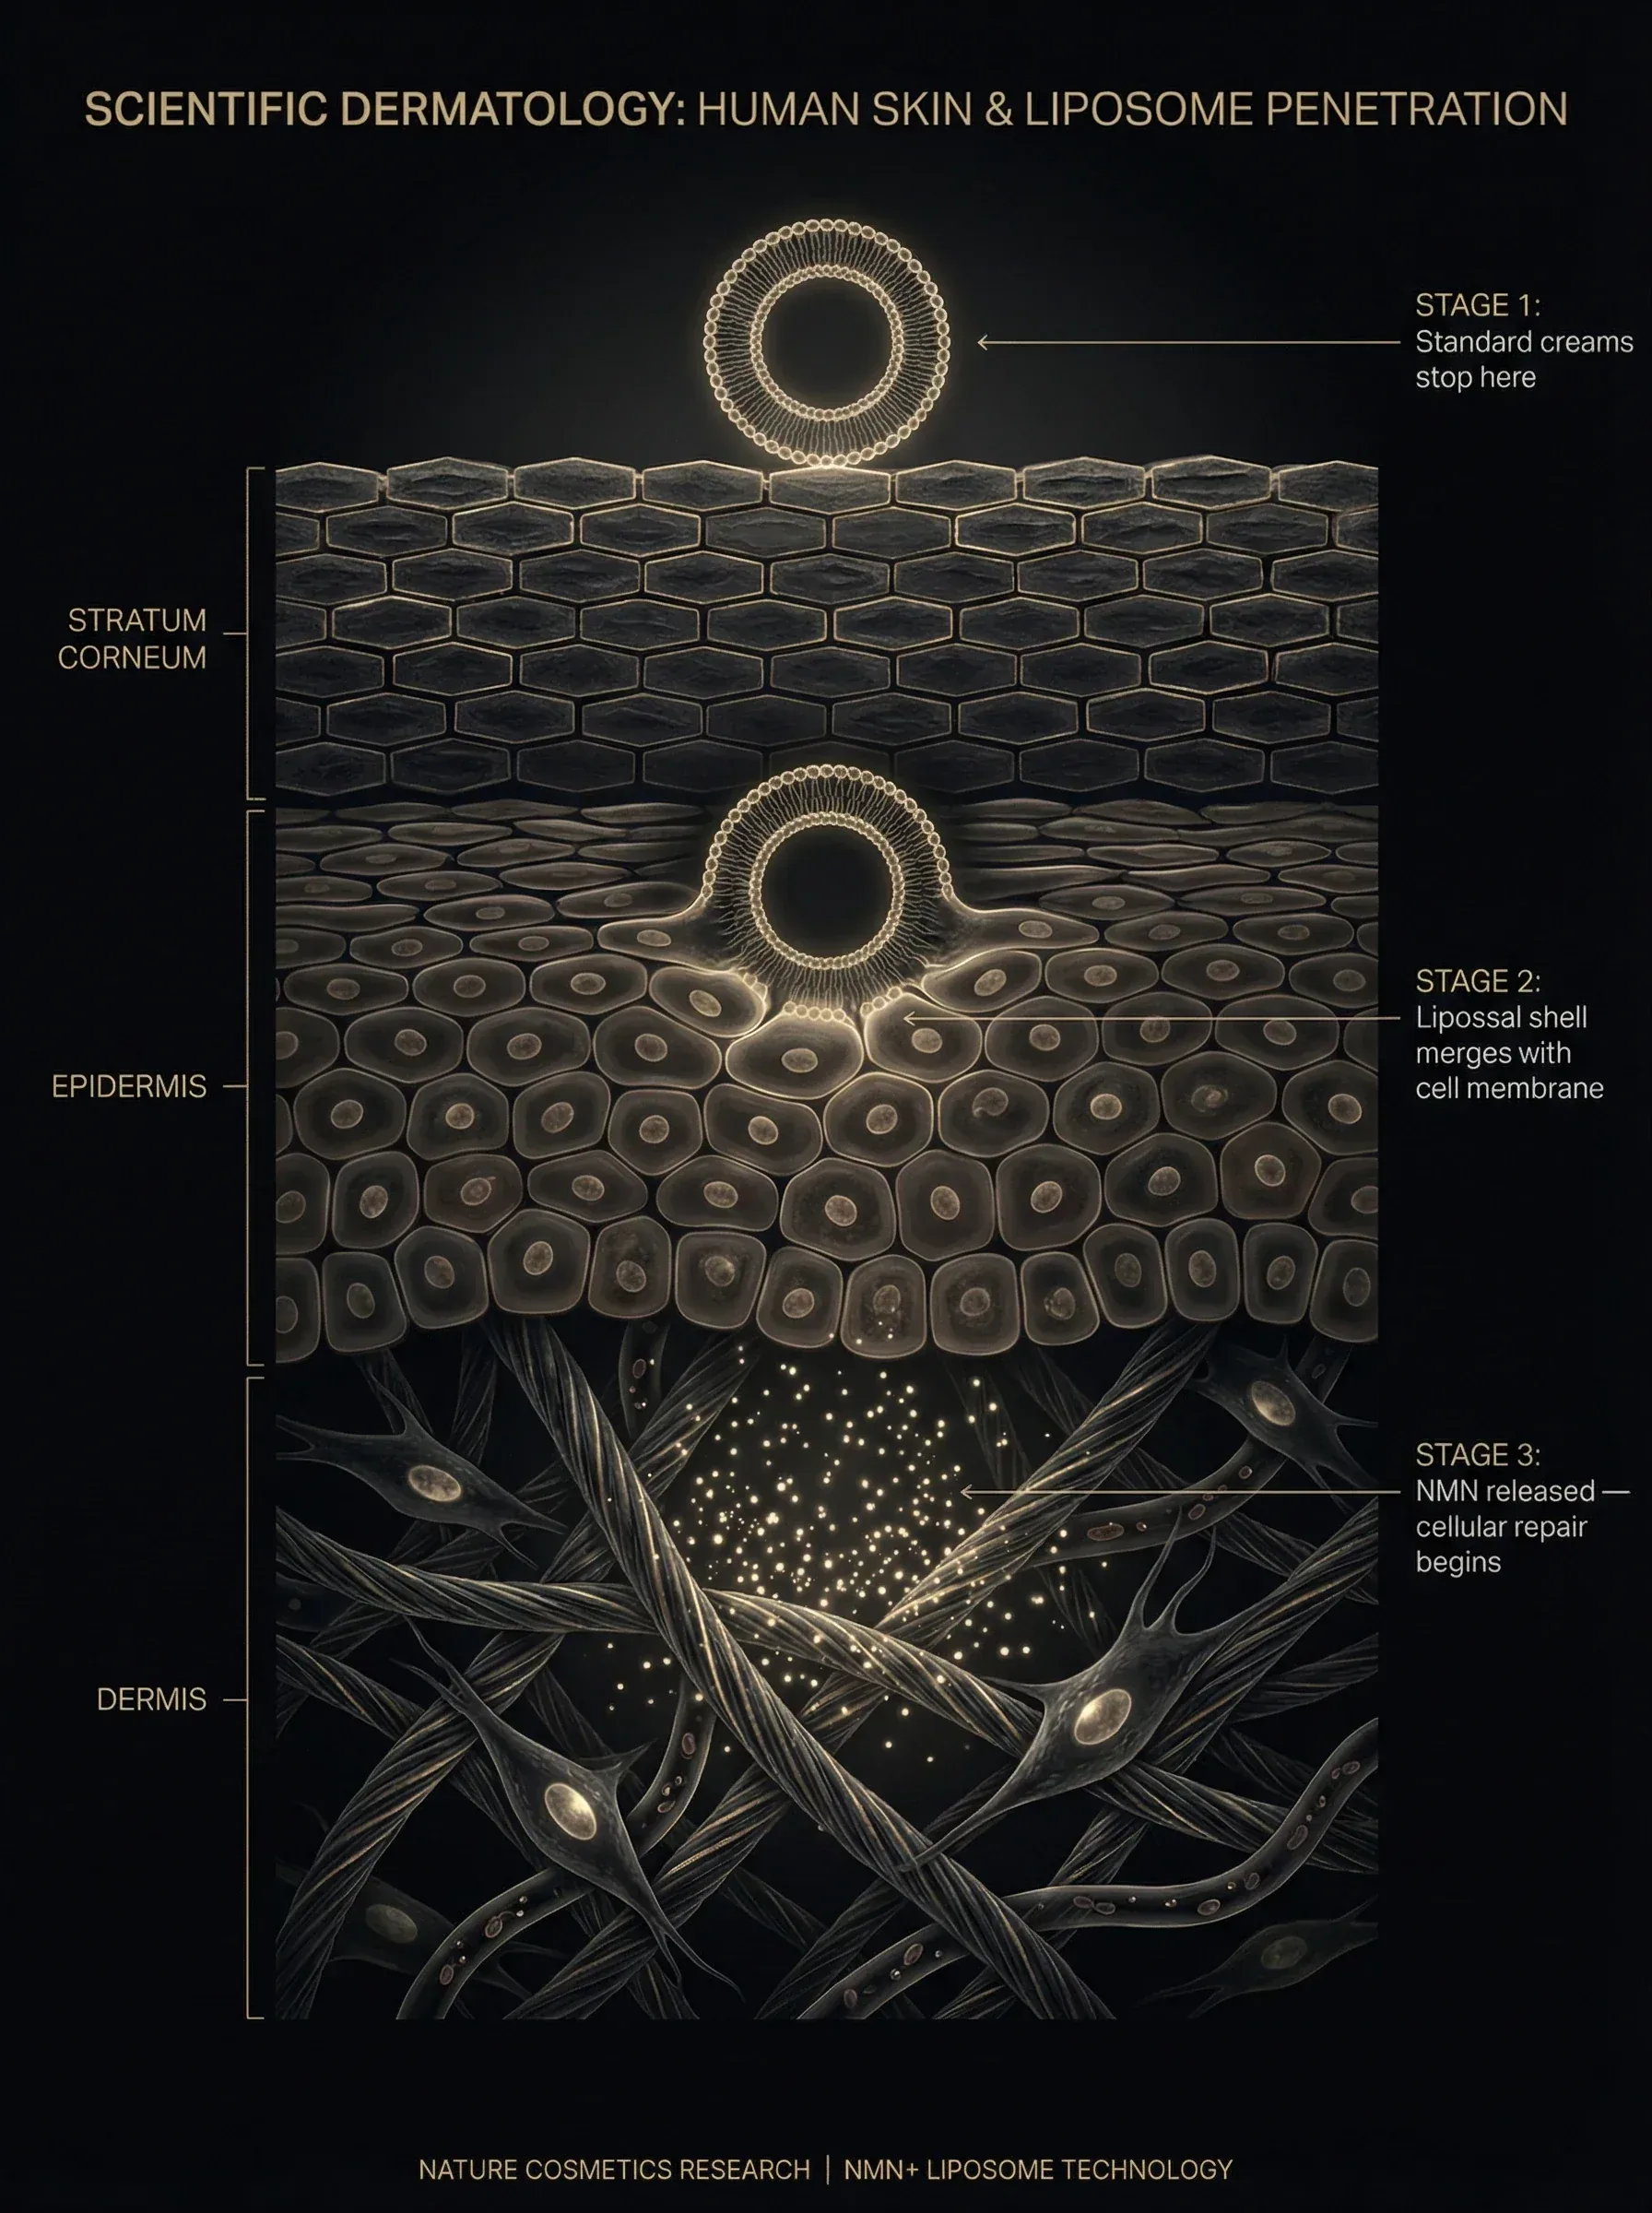 SCIENTIFIC DERMATOLOGY: HUMAN SKIN & LIPOSOME PENETRATION
STAGE 1:
Standard creams
stop here
STRATUM
CORNEUM
STAGE 2:
Lipossal shell
merges with
cell membrane
EPIDERMIS
STAGE 3:
NMN released —
cellular repair
begins
DERMIS
NATURE COSMETICS RESEARCH | NMN+ LIPOSOME TECHNOLOGY